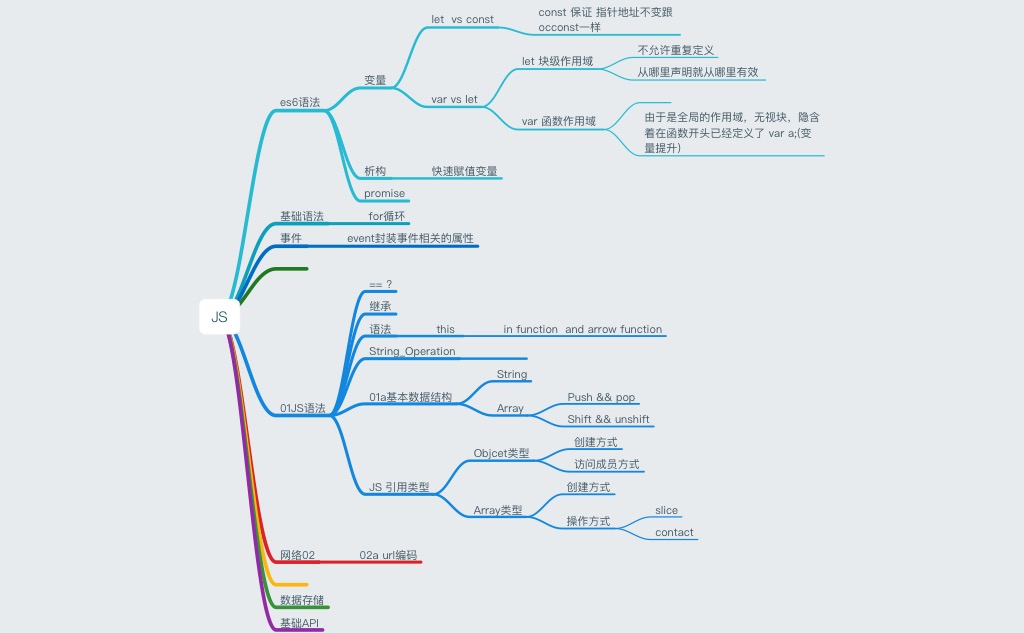 let vs const
const 保证 指针地址不变跟
occonst一样
不允许重复定义
let 块级作用域
从哪里声明就从哪里有效
变量
es6语法
var vs let
var 函数作用域
由于是全局的作用域，无视块，隐含
着在函数开头已经定义了 var a;(变
量提升)
析构
快速赋值变量
promise
基础语法
for循环
事件
event封装事件相关的属性
JS
== ?
继承
语法
this
in function and arrow function
String_Operation
String
01a基本数据结构
Array
Push && pop
Shift && unshift
01JS语法
创建方式
Objcet类型
访问成员方式
JS 引用类型
创建方式
Array类型
操作方式
slice
contact
网络02
02a url编码
数据存储
基础API